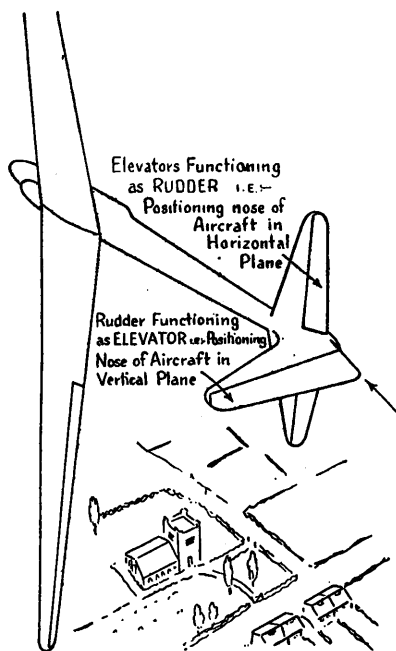 Elevators Functioning
as RUDDER I.E:-
Positioning nose of
Aircraft in
Horizontal
Plane
Rudder Functioning
as ELEVATOR i.e:- Positioning
Nose of Aircraft in
Vertical Plane